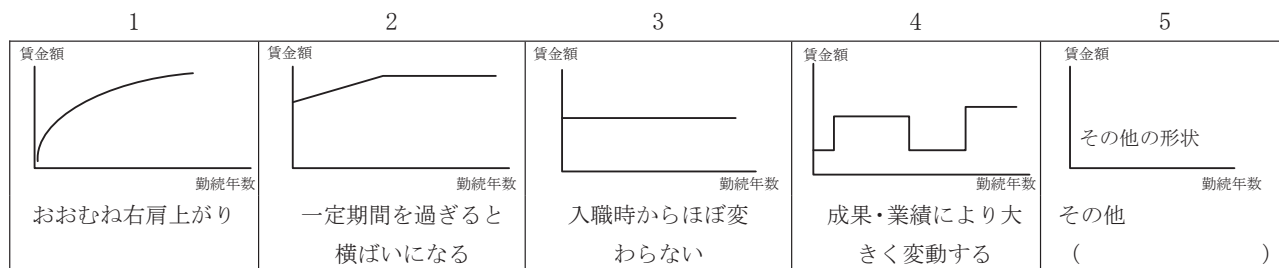 1 2 3 4 5
賃金額 賃金額 賃金額 賃金額 賃金額
その他の形状
勤続年数 勤続年数 勤続年数 勤続年数 勤続年数
おおむね右肩上がり
一定期間を過ぎると
横ばいになる
入職時からほぼ変
わらない
成果・業績により大
きく変動する
その他
(　　　　　　　　)